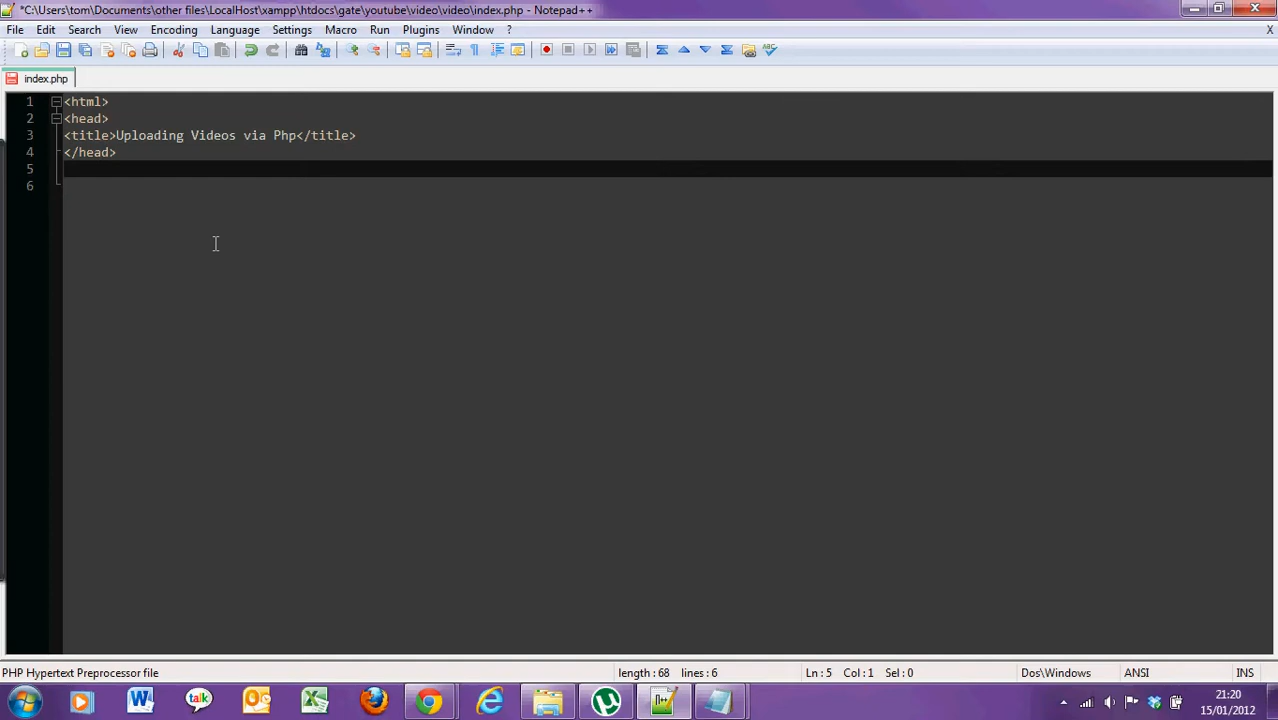 *C:\Users\tom\Documents\other files\LocalHost\xampp\htdocs\gate\youtube\video\video\index.php - Notepad++
File Edit Search View Encoding Language Settings Macro Run Plugins Window ? X
index.php
1 <html>
2 <head>
3 <title>Uploading Videos via Php</title>
4 </head>
5
6
PHP Hypertext Preprocessor file length : 68 lines : 6 Ln : 5 Col : 1 Sel : 0 Dos\Windows ANSI INS
talk
21:20
15/01/2012